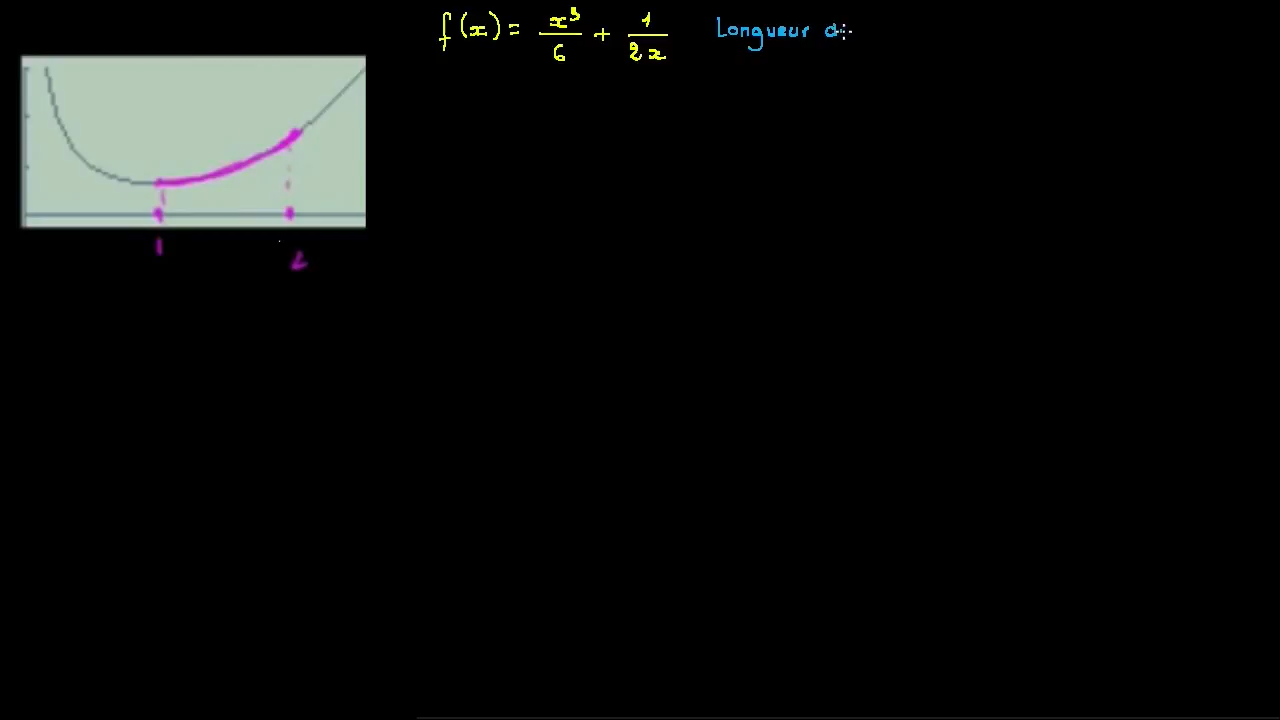 f(x) = x³/6 + 1/2x Longueur d
1 2